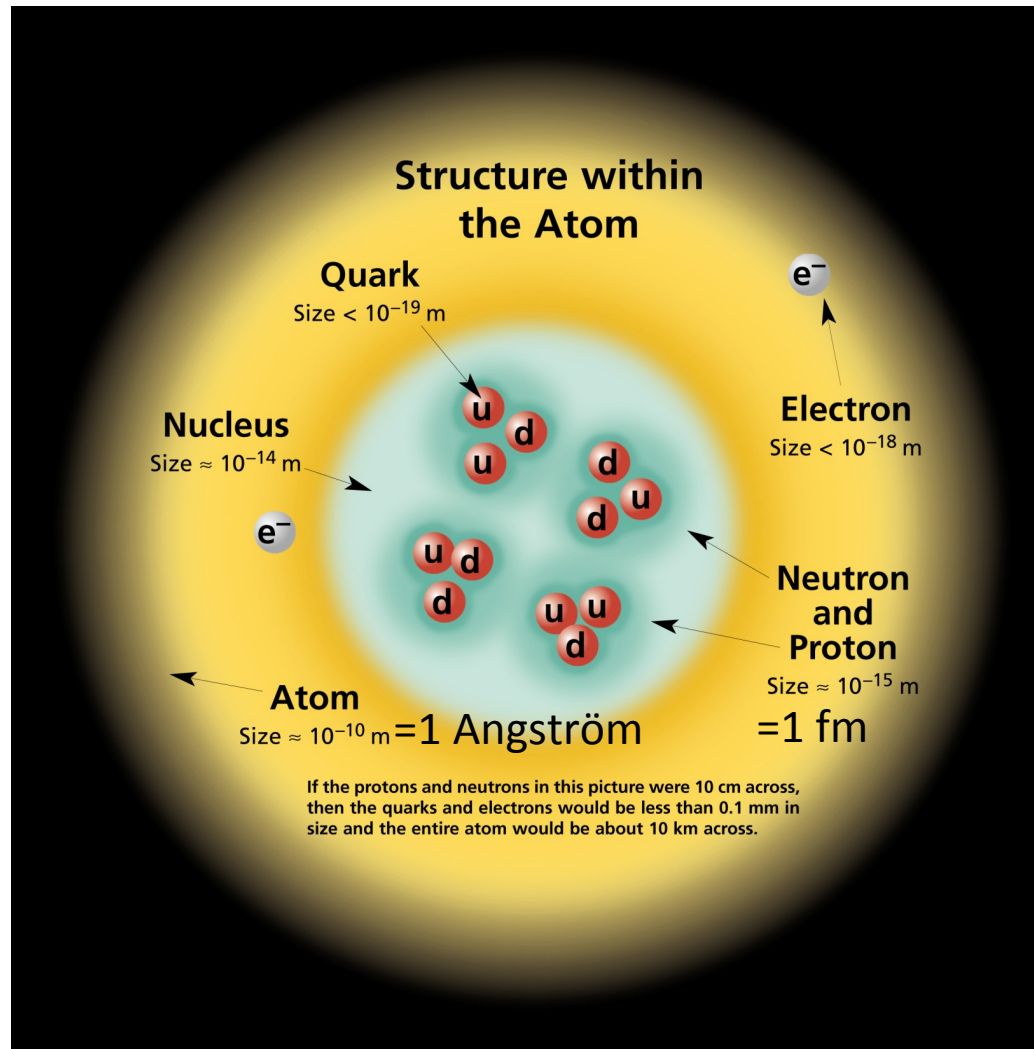 Structure within
the Atom
Quark
Size < 10⁻¹⁹ m
e⁻
Nucleus
Size ≈ 10⁻¹⁴ m
Electron
Size < 10⁻¹⁸ m
u
d
u
d
u
d
e⁻
u
d
d
u
u
d
Neutron
and
Proton
Size ≈ 10⁻¹⁵ m
=1 fm
Atom
Size ≈ 10⁻¹⁰ m =1 Angström
If the protons and neutrons in this picture were 10 cm across,
then the quarks and electrons would be less than 0.1 mm in
size and the entire atom would be about 10 km across.